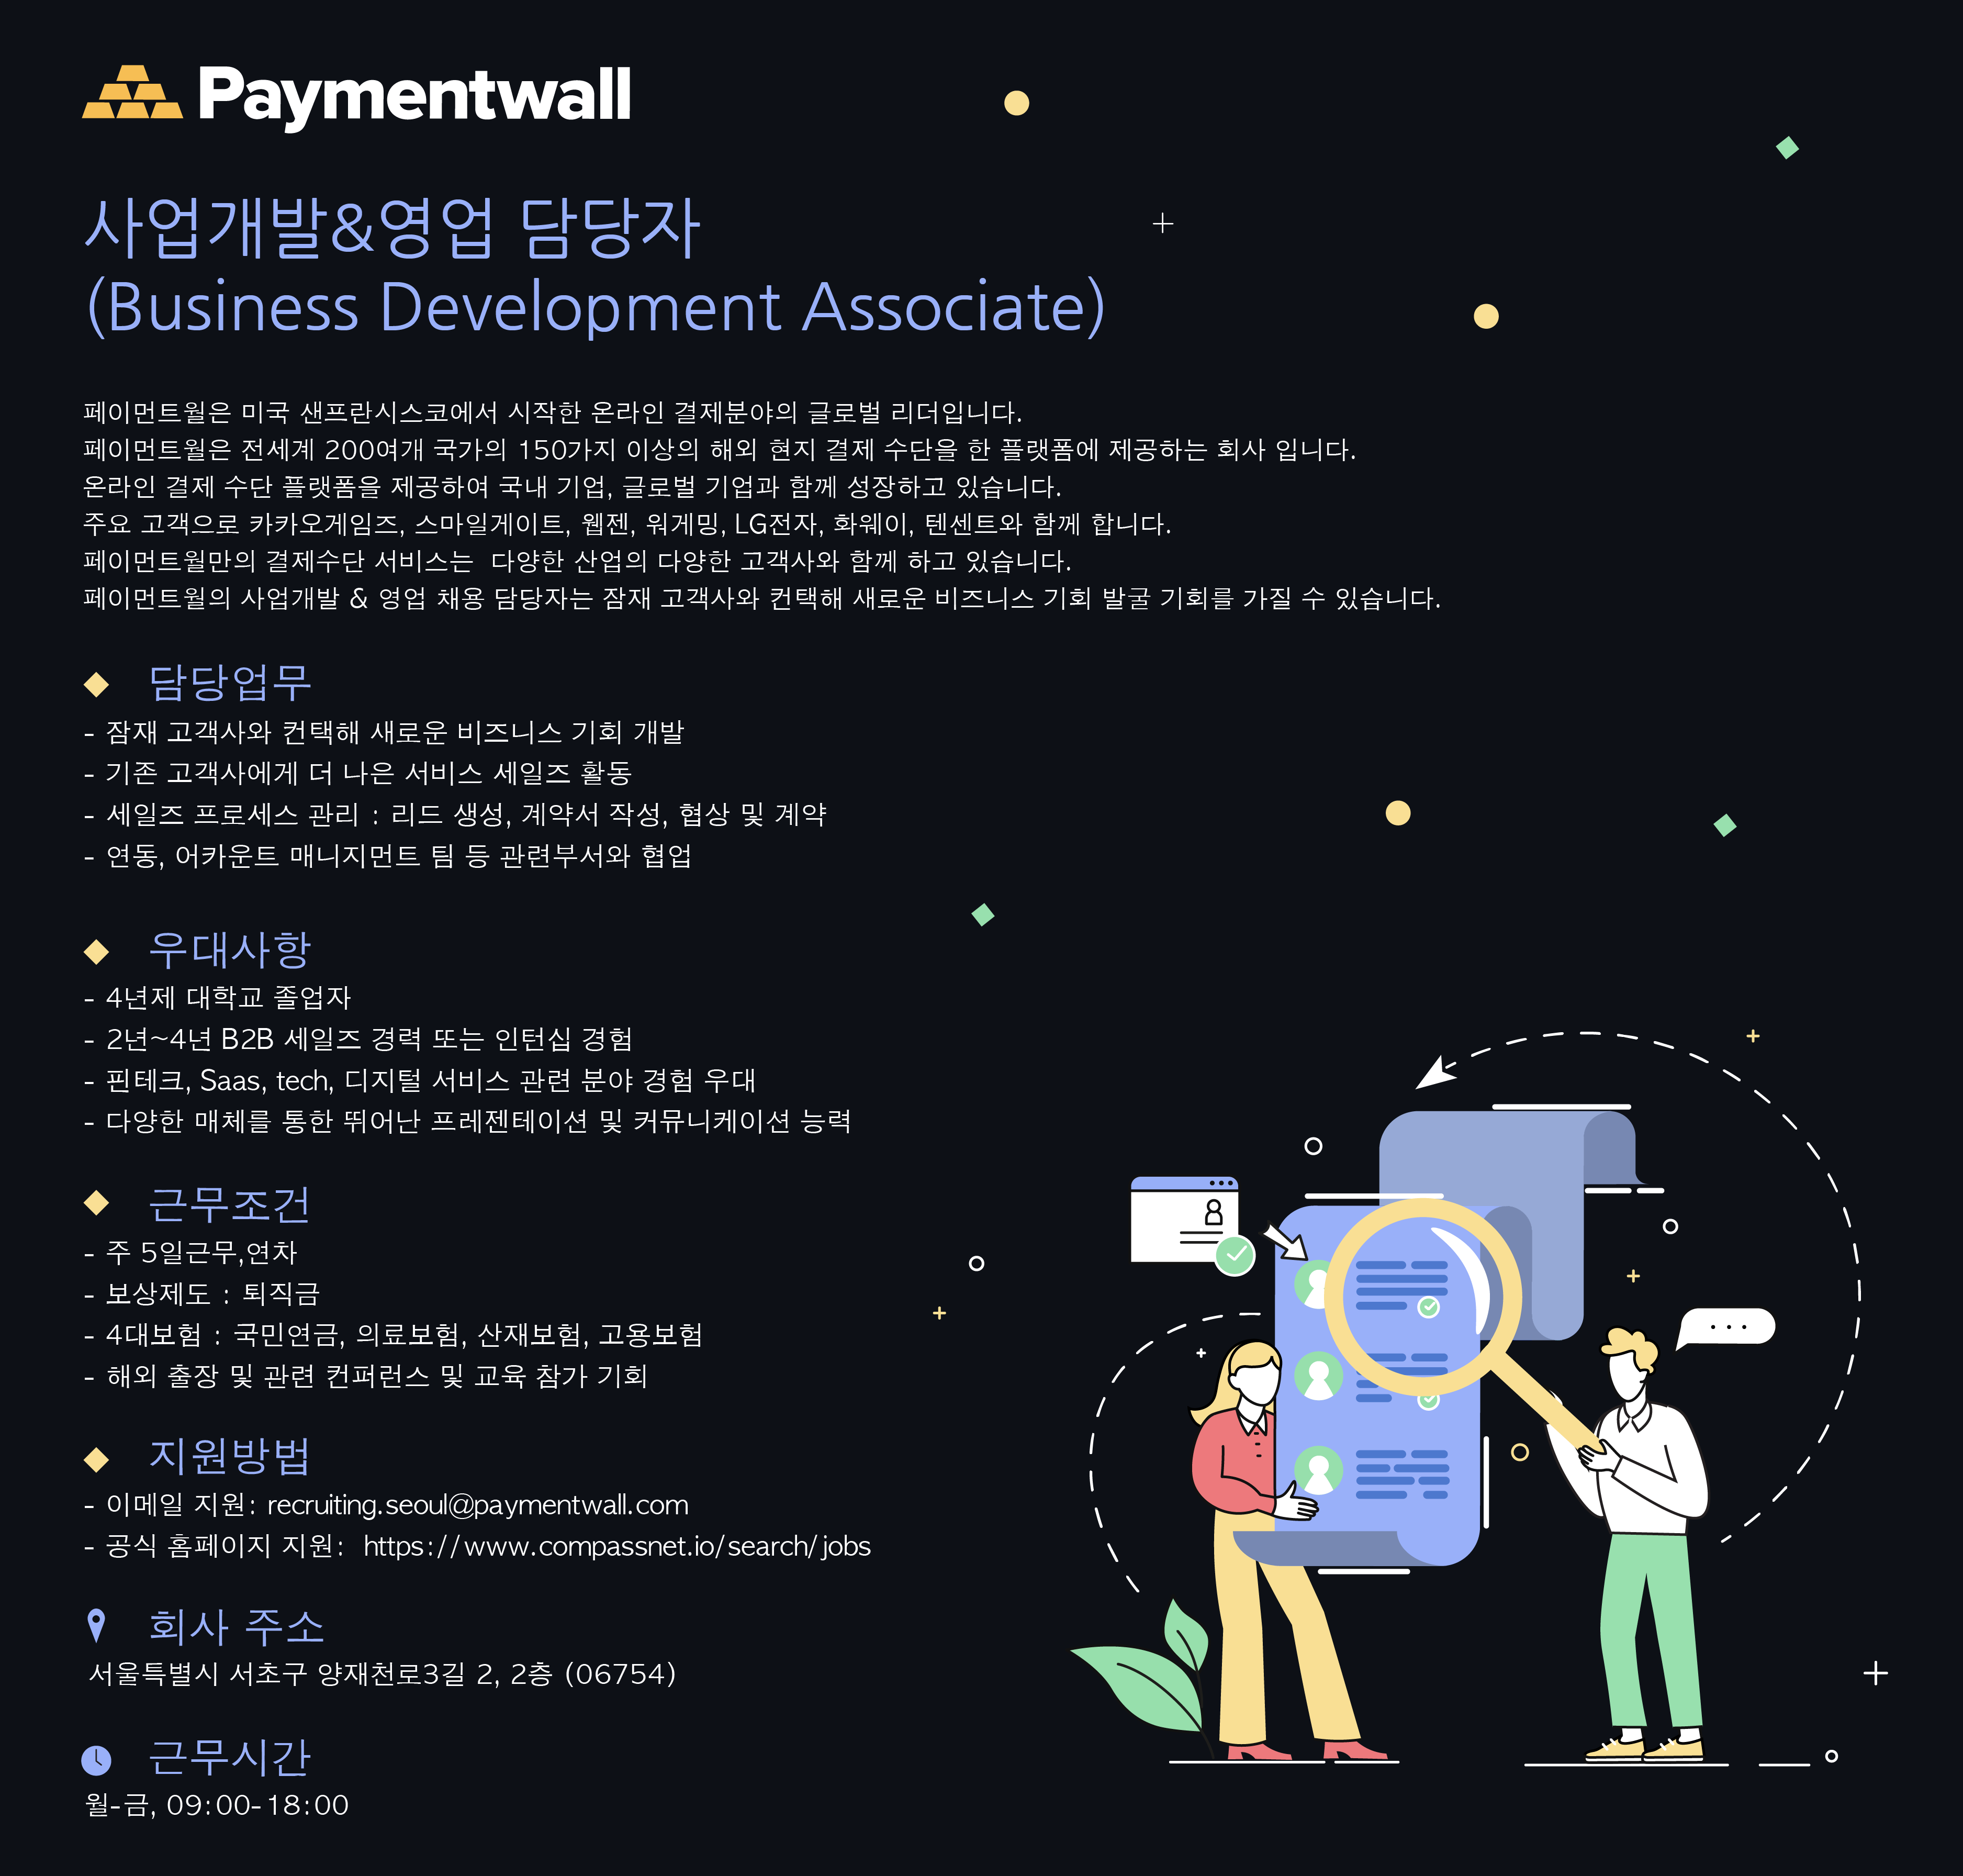 Paymentwall
사업개발&영업 담당자
(Business Development Associate)
페이먼트월은 미국 샌프란시스코에서 시작한 온라인 결제분야의 글로벌 리더입니다.
페이먼트월은 전세계 200여개 국가의 150가지 이상의 해외 현지 결제 수단을 한 플랫폼에 제공하는 회사 입니다.
온라인 결제 수단 플랫폼을 제공하여 국내 기업, 글로벌 기업과 함께 성장하고 있습니다.
주요 고객으로 카카오게임즈, 스마일게이트, 웹젠, 워게밍, LG전자, 화웨이, 텐센트와 함께 합니다.
페이먼트월만의 결제수단 서비스는 다양한 산업의 다양한 고객사와 함께 하고 있습니다.
페이먼트월의 사업개발 & 영업 채용 담당자는 잠재 고객사와 컨택해 새로운 비즈니스 기회 발굴 기회를 가질 수 있습니다.
담당업무
- 잠재 고객사와 컨택해 새로운 비즈니스 기회 개발
- 기존 고객사에게 더 나은 서비스 세일즈 활동
- 세일즈 프로세스 관리 : 리드 생성, 계약서 작성, 협상 및 계약
- 연동, 어카운트 매니지먼트 팀 등 관련부서와 협업
우대사항
- 4년제 대학교 졸업자
- 2년~4년 B2B 세일즈 경력 또는 인턴십 경험
- 핀테크, Saas, tech, 디지털 서비스 관련 분야 경험 우대
- 다양한 매체를 통한 뛰어난 프레젠테이션 및 커뮤니케이션 능력
근무조건
- 주 5일근무,연차
- 보상제도 : 퇴직금
- 4대보험 : 국민연금, 의료보험, 산재보험, 고용보험
- 해외 출장 및 관련 컨퍼런스 및 교육 참가 기회
지원방법
- 이메일 지원: recruiting.seoul@paymentwall.com
- 공식 홈페이지 지원: https://www.compassnet.io/search/jobs
회사 주소
서울특별시 서초구 양재천로3길 2, 2층 (06754)
근무시간
월-금, 09:00-18:00